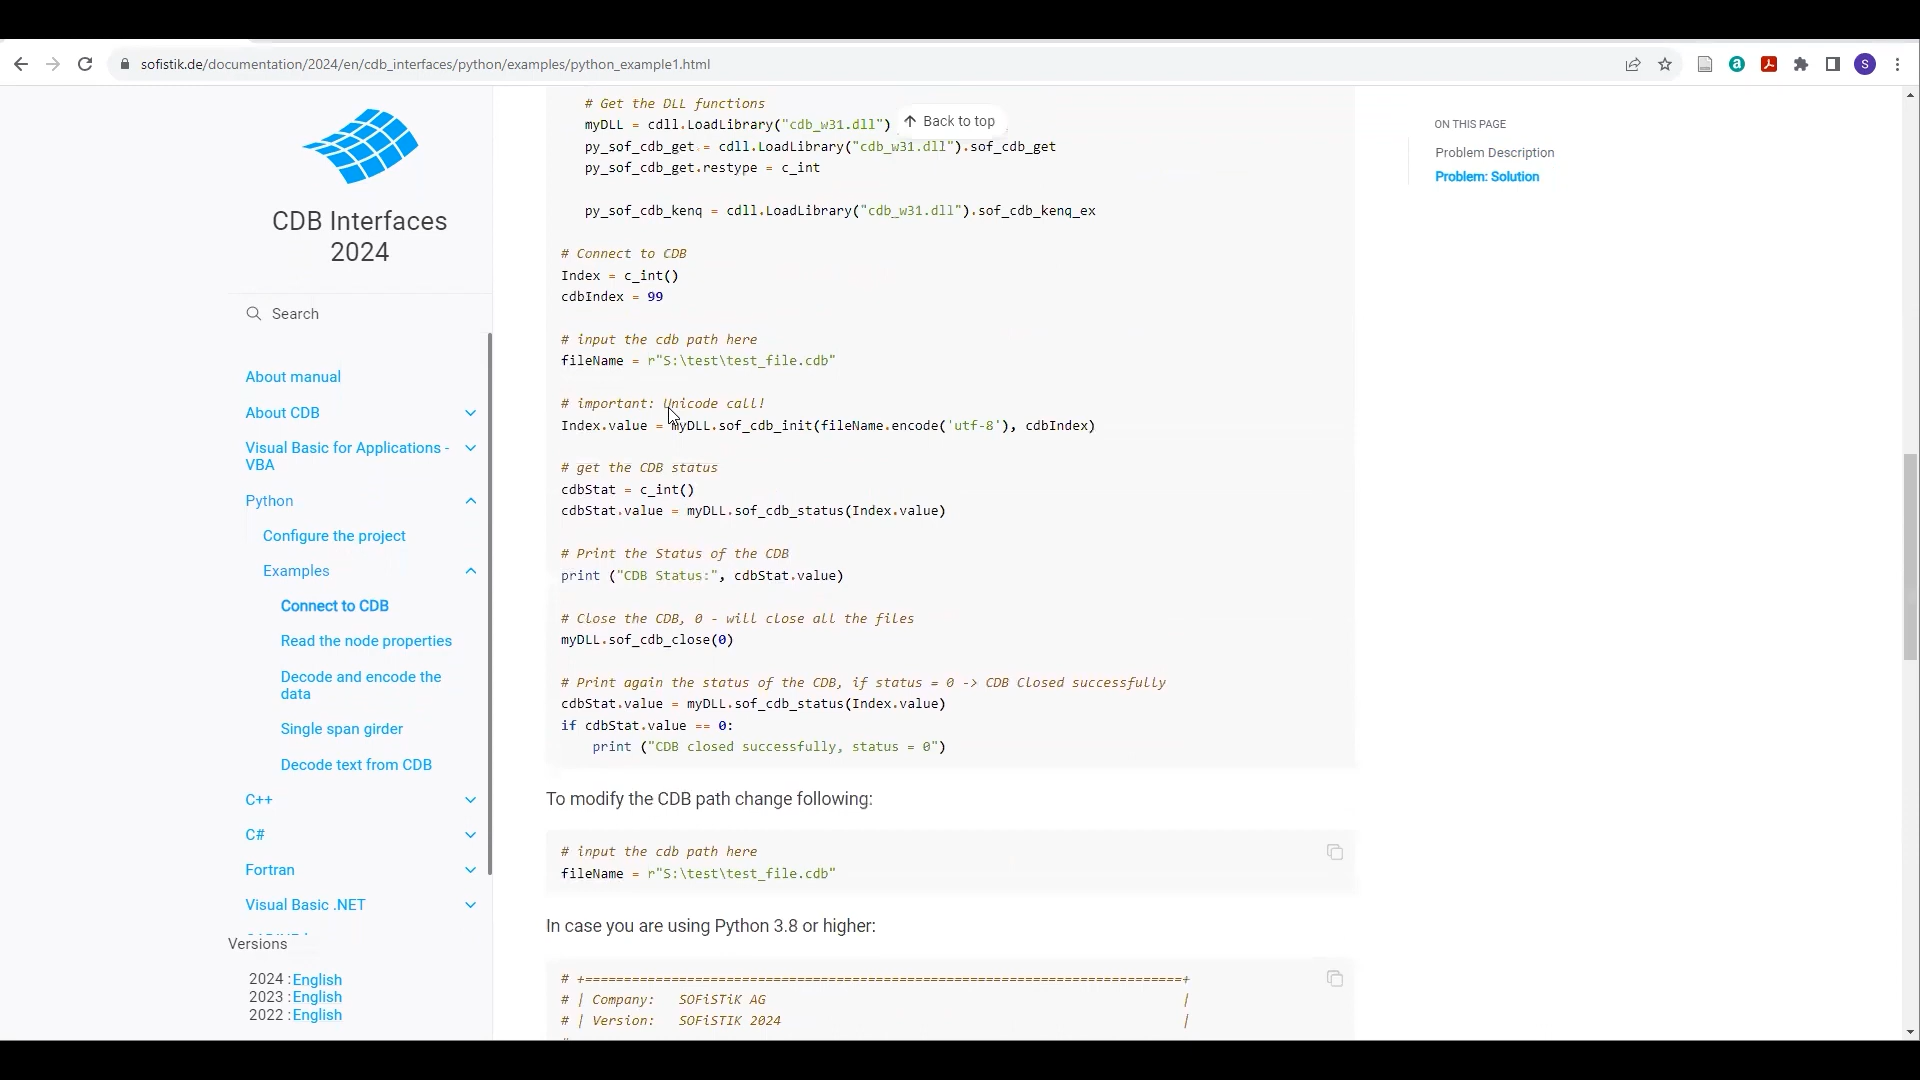 sofistik.de/documentation/2024/en/cdb_interfaces/python/examples/python_example1.html
S
CDB Interfaces
2024
Search
About manual
About CDB
Visual Basic for Applications -
VBA
Python
Configure the project
Examples
Connect to CDB
Read the node properties
Decode and encode the
data
Single span girder
Decode text from CDB
C++
C#
Fortran
Visual Basic .NET
Versions
2024 :English
2023 :English
2022 :English
# Get the DLL functions
myDLL = cdll.LoadLibrary("cdb_w31.dll")
Back to top
py_sof_cdb_get = cdll.LoadLibrary("cdb_w31.dll").sof_cdb_get
py_sof_cdb_get.restype = c_int
py_sof_cdb_kenq = cdll.LoadLibrary("cdb_w31.dll").sof_cdb_kenq_ex
# Connect to CDB
Index = c_int()
cdbIndex = 99
# input the cdb path here
fileName = r"S:\test\test_file.cdb"
# important: Unicode call!
Index.value = myDLL.sof_cdb_init(fileName.encode('utf-8'), cdbIndex)
# get the CDB status
cdbStat = c_int()
cdbStat.value = myDLL.sof_cdb_status(Index.value)
# Print the Status of the CDB
print ("CDB Status:", cdbStat.value)
# Close the CDB, 0 - will close all the files
myDLL.sof_cdb_close(0)
# Print again the status of the CDB, if status = 0 -> CDB Closed successfully
cdbStat.value = myDLL.sof_cdb_status(Index.value)
if cdbStat.value == 0:
print ("CDB closed successfully, status = 0")
To modify the CDB path change following:
# input the cdb path here
fileName = r"S:\test\test_file.cdb"
In case you are using Python 3.8 or higher:
# +============================================================================+
# | Company: SOFiSTiK AG |
# | Version: SOFiSTIK 2024 |
ON THIS PAGE
Problem Description
Problem: Solution